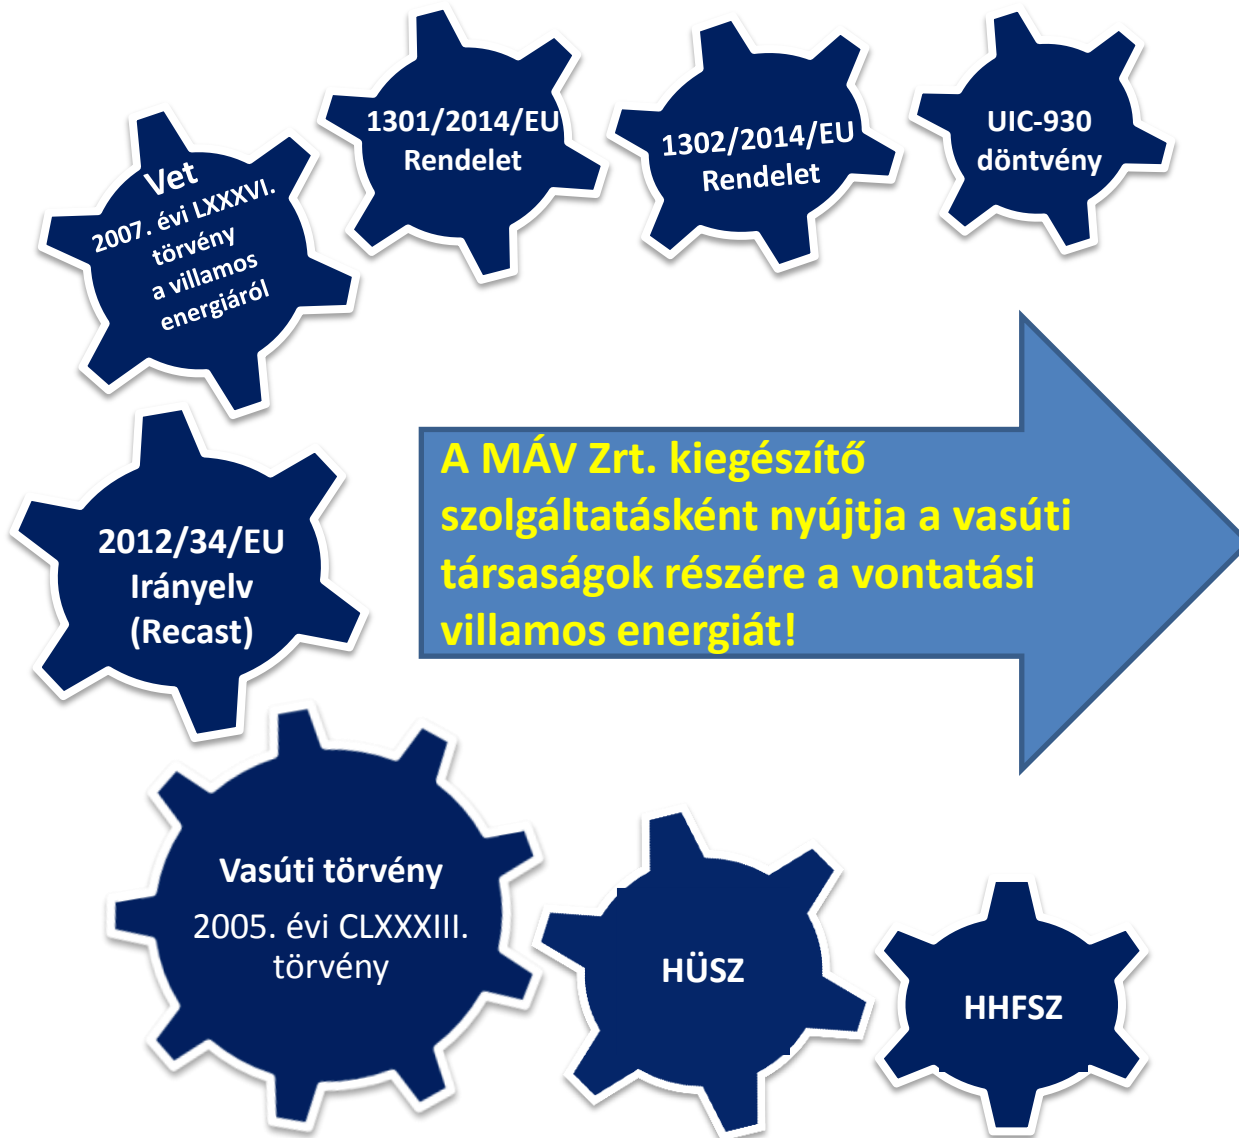 1301/2014/EU
Rendelet
1302/2014/EU
Rendelet
UIC-930
döntvény
Vet
2007. évi LXXXVI.
törvény
a villamos
energiáról
2012/34/EU
Irányelv
(Recast)
A MÁV Zrt. kiegészítő
szolgáltatásként nyújtja a vasúti
társaságok részére a vontatási
villamos energiát!
Vasúti törvény
2005. évi CLXXXIII.
törvény
HÜSZ
HHFSZ